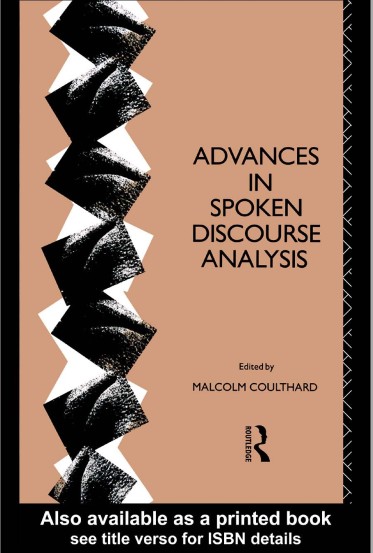 ADVANCES
IN
SPOKEN
DISCOURSE
ANALYSIS
Edited by
MALCOLM COULTHARD
ROUTLEDGE
Also available as a printed book
see title verso for ISBN details